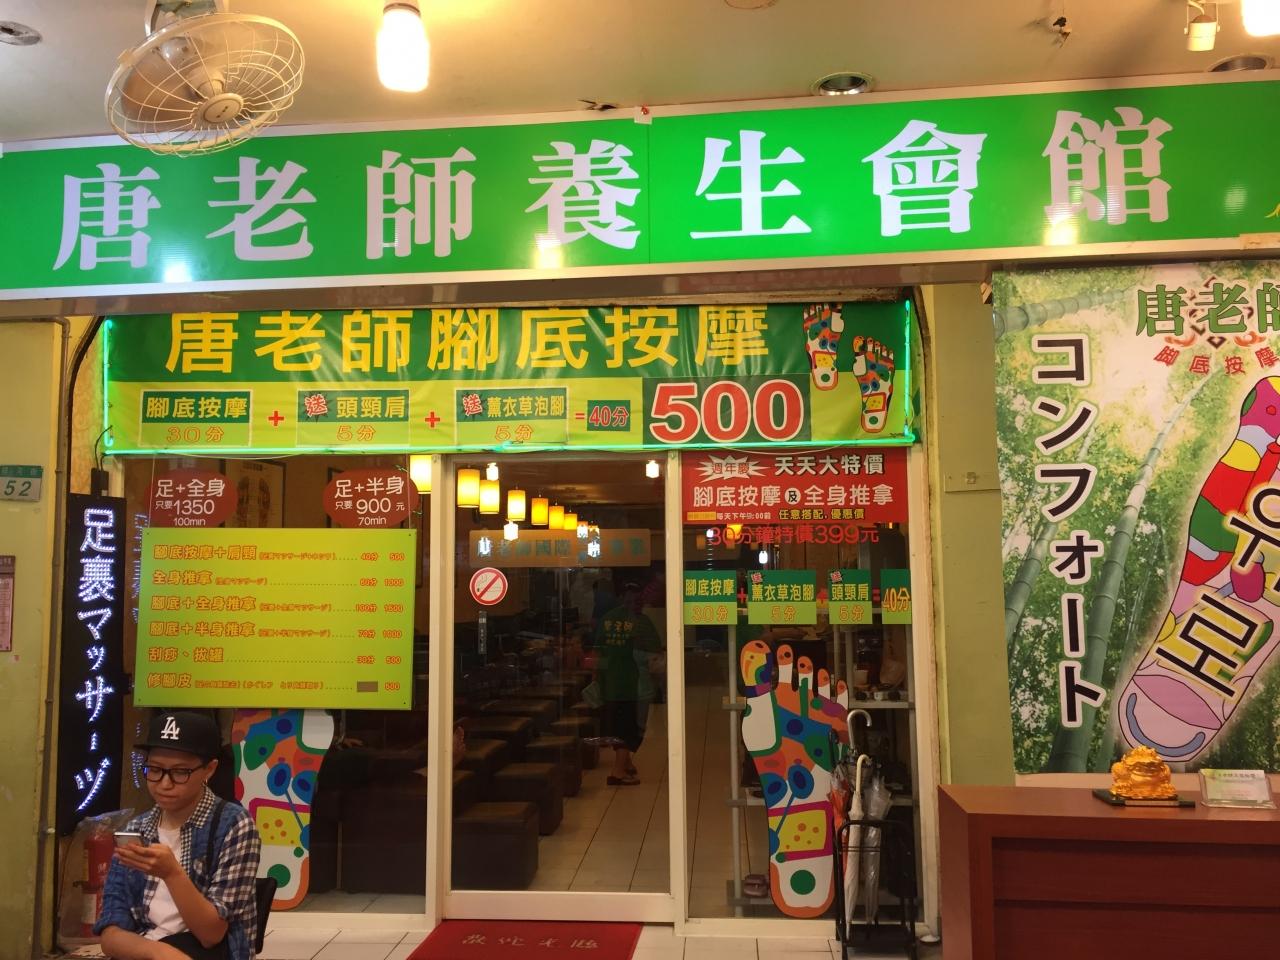 唐老師養生會館
唐老師腳底按摩
腳底按摩 + 送 頭頸肩 + 送 薰衣草泡腳 = 40分 500
30分 5分 5分
足+全身
只要1350
100min
足+半身
只要900元
70min
腳底按摩+肩頸 40分 500
全身推拿 60分 1000
腳底+全身推拿 100分 1500
腳底+半身推拿 70分 1000
刮痧、拔罐 30分 500
修腳皮 500
週年慶 天天大特價
腳底按摩及全身推拿
任意搭配,優惠價
30分鐘特價399元
腳底按摩 + 送 薰衣草泡腳 + 送 頭頸肩 = 40分
30分 5分 5分
52
足裏マッサージ
LA
唐老師
腳底按摩
コンフォート
위로